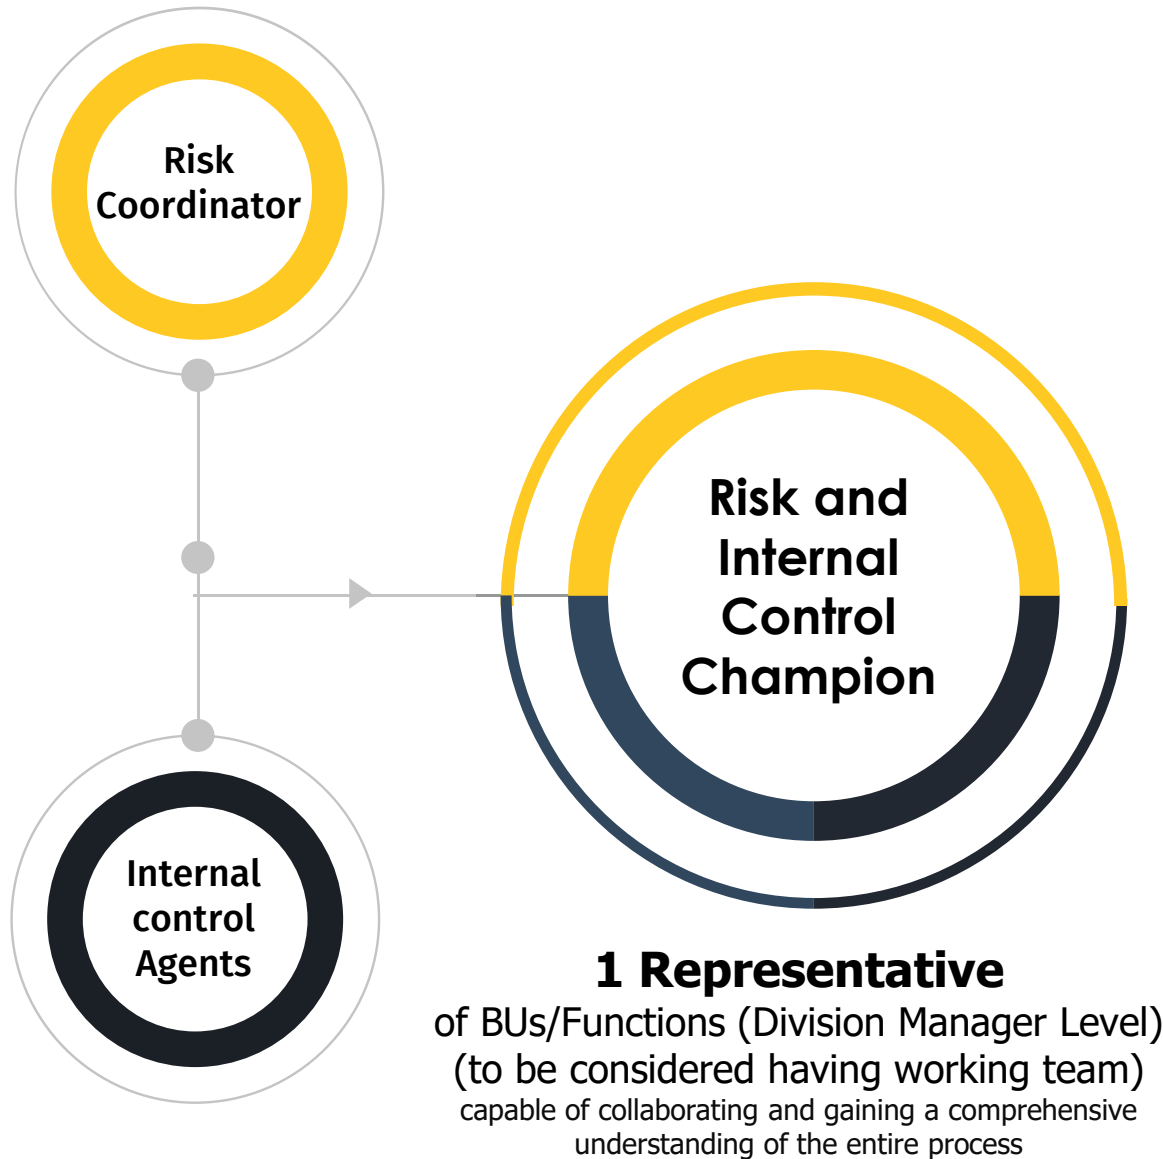 Risk
Coordinator
Risk and
Internal
Control
Champion
Internal
control
Agents
1 Representative
of BUs/Functions (Division Manager Level)
(to be considered having working team)
capable of collaborating and gaining a comprehensive
understanding of the entire process